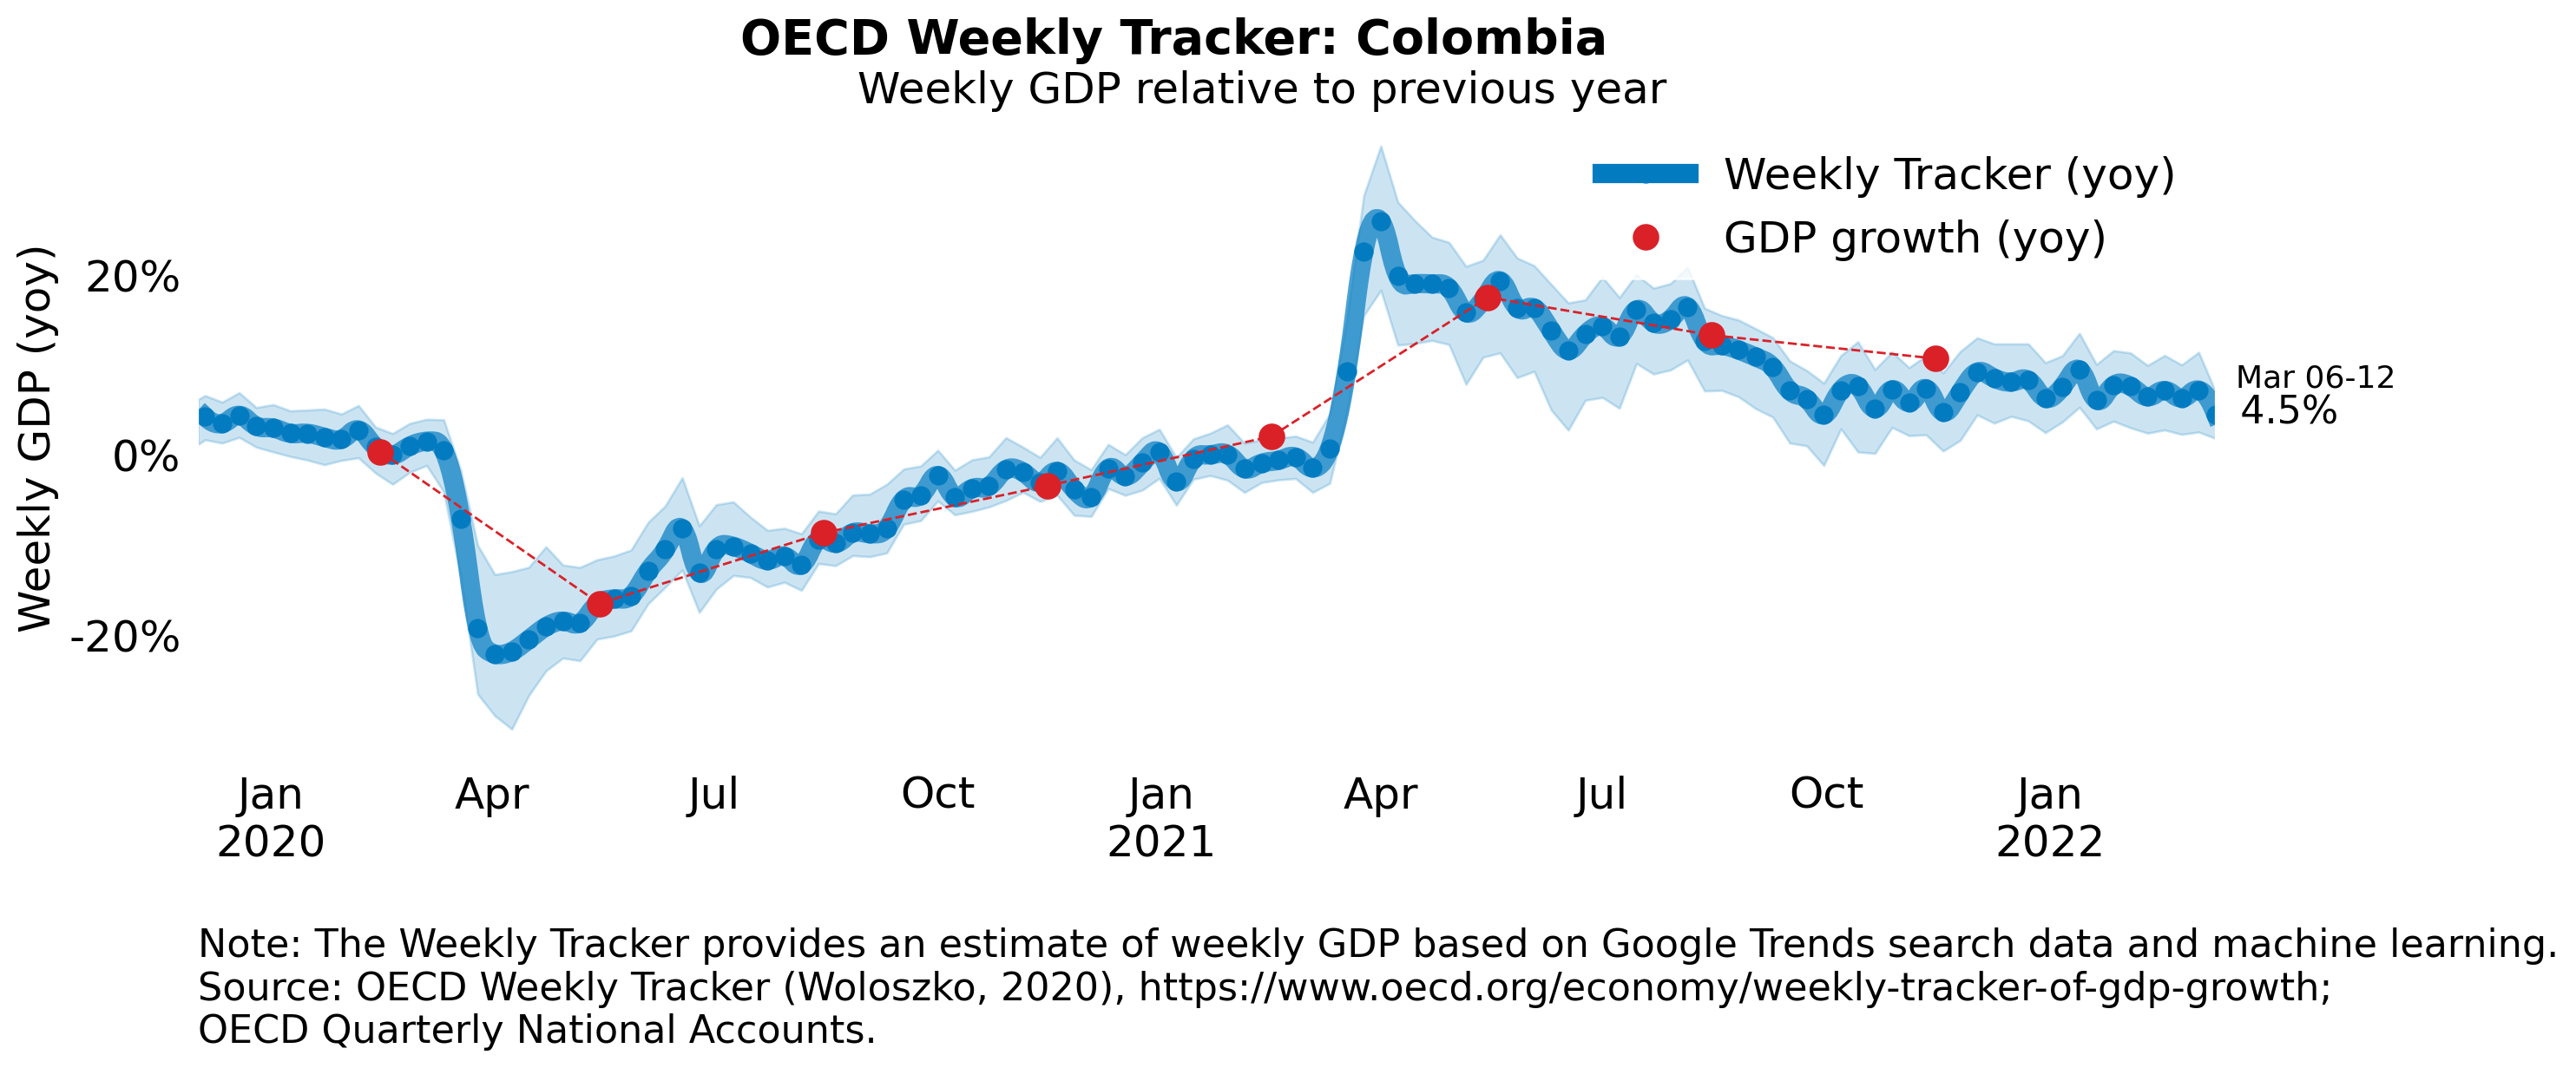 OECD Weekly Tracker: Colombia
Weekly GDP relative to previous year
Weekly Tracker (yoy)
GDP growth (yoy)
Weekly GDP (yoy)
20%
0%
-20%
Mar 06-12
4.5%
Jan Apr Jul Oct Jan Apr Jul Oct Jan
2020 2021 2022
Note: The Weekly Tracker provides an estimate of weekly GDP based on Google Trends search data and machine learning.
Source: OECD Weekly Tracker (Woloszko, 2020), https://www.oecd.org/economy/weekly-tracker-of-gdp-growth;
OECD Quarterly National Accounts.